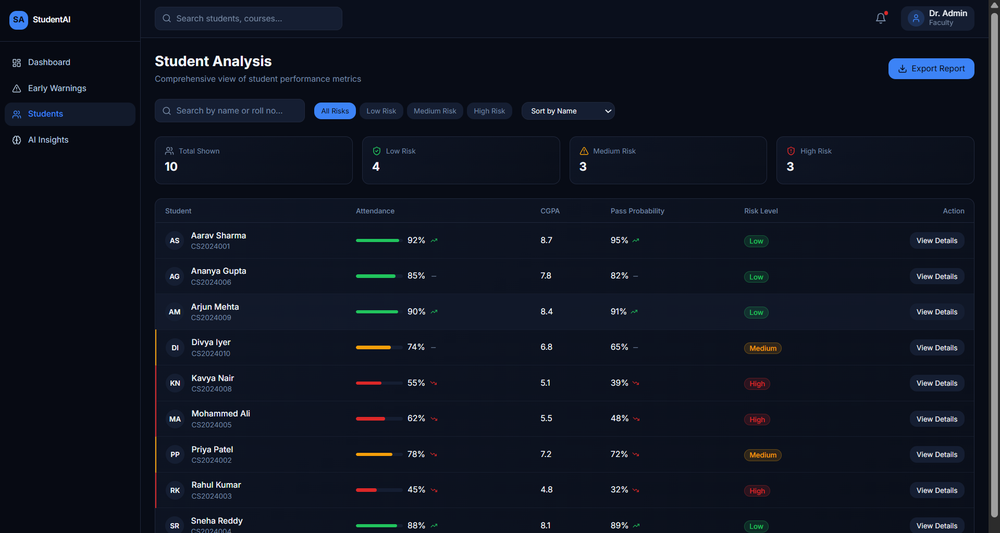 SA StudentAI
Search students, courses...
Dr. Admin
Faculty
Dashboard
Early Warnings
Students
AI Insights
Student Analysis
Comprehensive view of student performance metrics
Export Report
Search by name or roll no...
All Risks Low Risk Medium Risk High Risk Sort by Name
Total Shown
10
Low Risk
4
Medium Risk
3
High Risk
3
Student Attendance CGPA Pass Probability Risk Level Action
AS Aarav Sharma 92% 8.7 95% Low View Details
CS2024001
AG Ananya Gupta 85% – 7.8 82% – Low View Details
CS2024006
AM Arjun Mehta 90% 8.4 91% Low View Details
CS2024009
DI Divya Iyer 74% – 6.8 65% – Medium View Details
CS2024010
KN Kavya Nair 55% 5.1 39% High View Details
CS2024008
MA Mohammed Ali 62% 5.5 48% High View Details
CS2024005
PP Priya Patel 78% 7.2 72% Medium View Details
CS2024002
RK Rahul Kumar 45% 4.8 32% High View Details
CS2024003
SR Sneha Reddy 88% 8.1 89% Low View Details
CS2024004